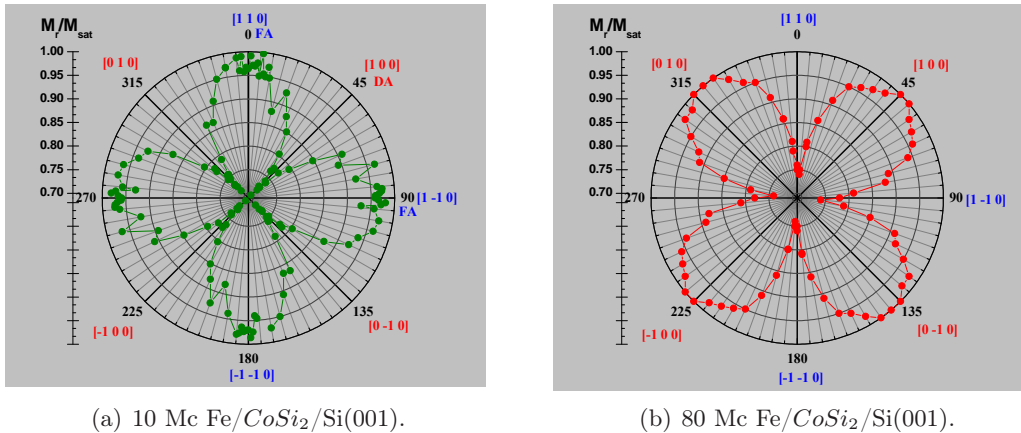 [1 1 0]
M_r/M_sat
0 FA
1.00
[0 1 0]
[1 0 0]
0.95
315
45 DA
0.90
0.85
0.80
0.75
0.70
270
90 [1 -1 0]
FA
225
135
[-1 0 0]
[0 -1 0]
180
[-1 -1 0]
(a) 10 Mc Fe/CoSi₂/Si(001).
[1 1 0]
M_r/M_sat
0
1.00
[0 1 0]
[1 0 0]
0.95
315
45
0.90
0.85
0.80
0.75
0.70
270
90 [1 -1 0]
225
135
[-1 0 0]
[0 -1 0]
180
[-1 -1 0]
(b) 80 Mc Fe/CoSi₂/Si(001).